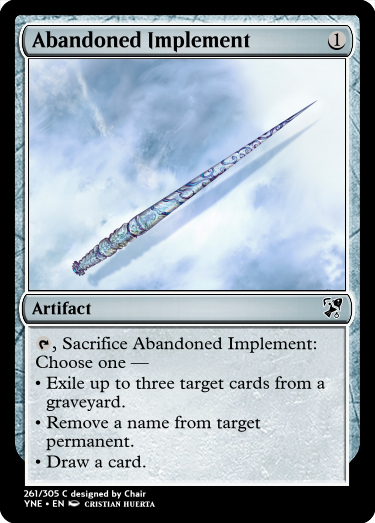 Abandoned Implement 1
Artifact
, Sacrifice Abandoned Implement:
Choose one —
• Exile up to three target cards from a
graveyard.
• Remove a name from target
permanent.
• Draw a card.
261/305 C designed by Chair
YNE • EN CRISTIAN HUERTA